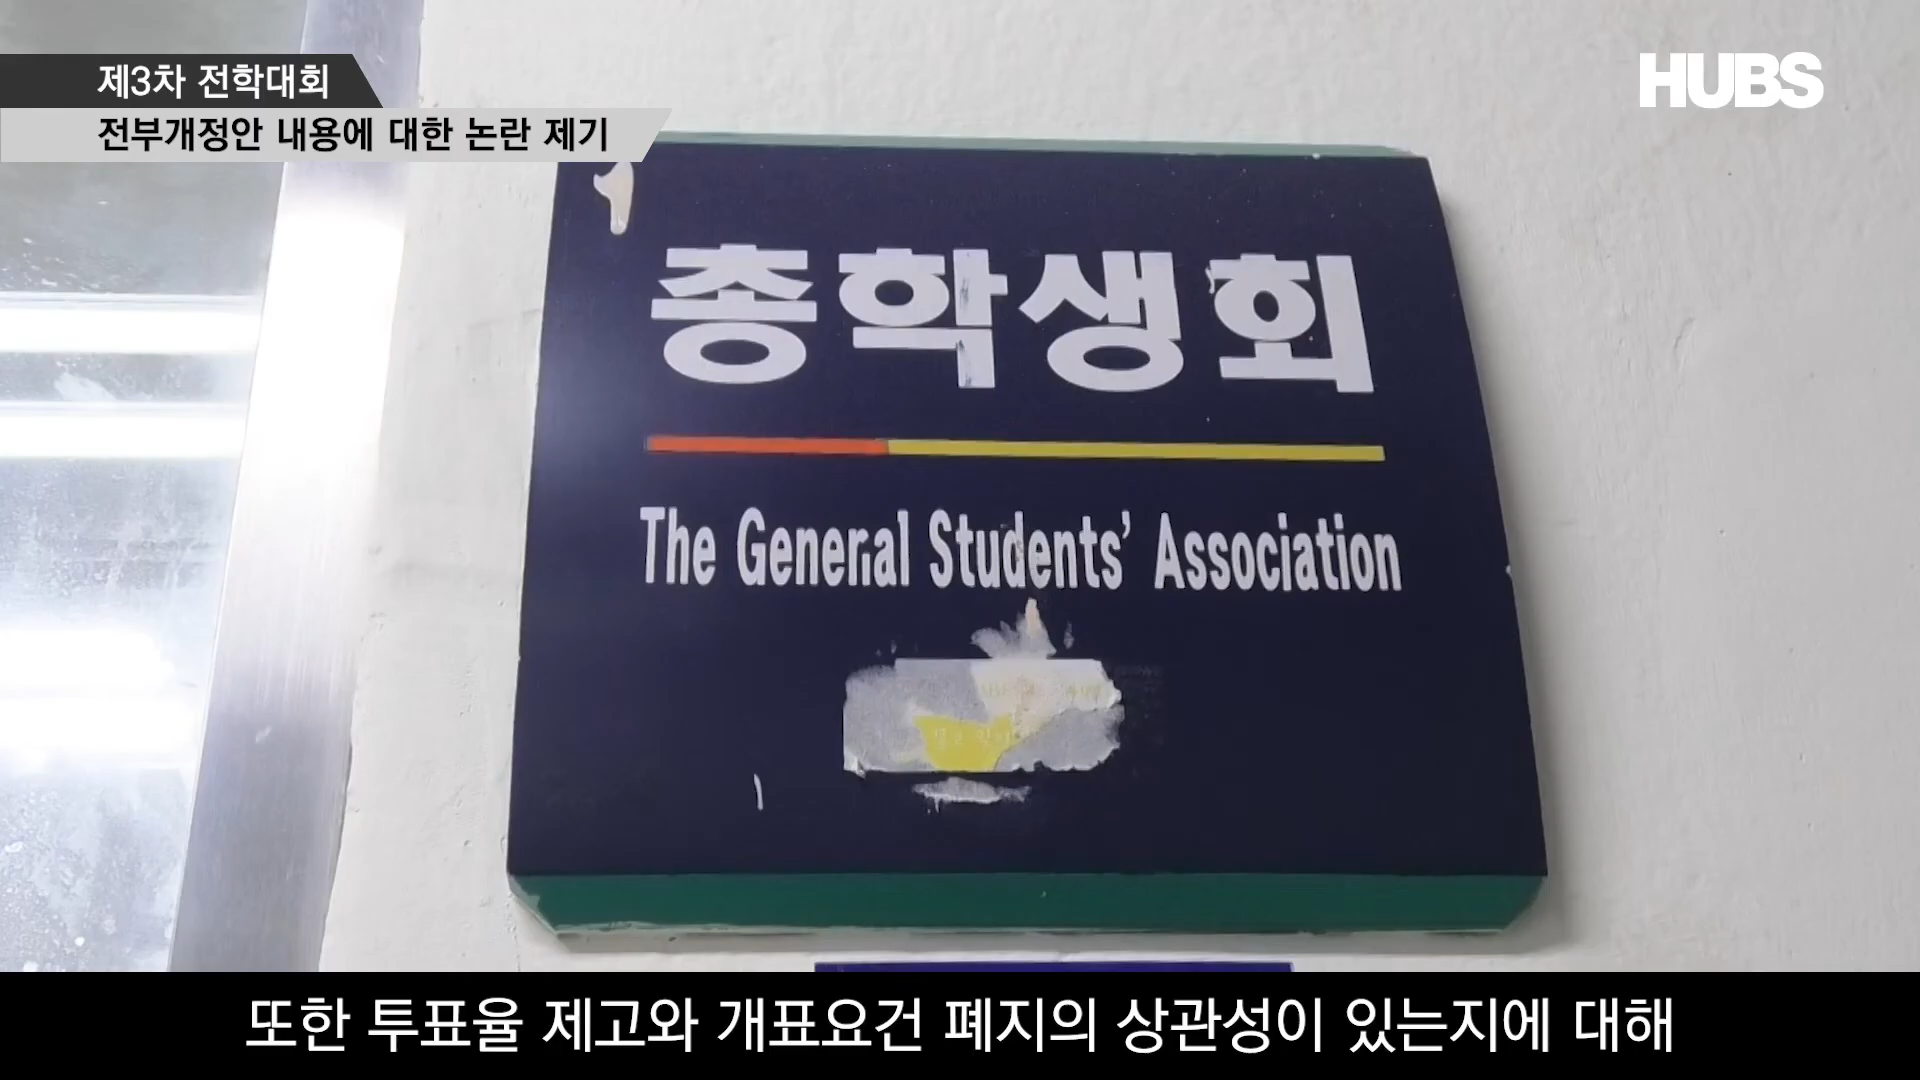 제3차 전학대회
전부개정안 내용에 대한 논란 제기
HUBS
총학생회
The General Students' Association
또한 투표율 제고와 개표요건 폐지의 상관성이 있는지에 대해